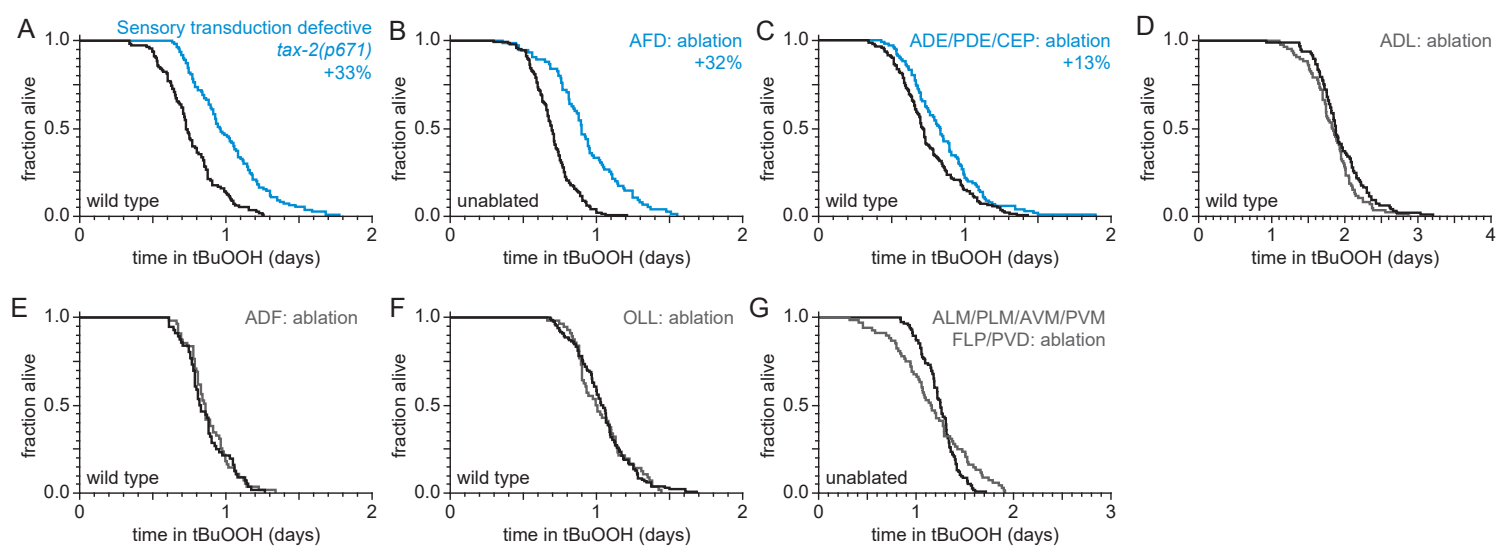 A
Sensory transduction defective
tax-2(p671)
+33%
1.0
0.5
0.0
fraction alive
wild type
0
1
2
time in tBuOOH (days)
B
AFD: ablation
+32%
1.0
0.5
0.0
fraction alive
unablated
0
1
2
time in tBuOOH (days)
C
ADE/PDE/CEP: ablation
+13%
1.0
0.5
0.0
fraction alive
wild type
0
1
2
time in tBuOOH (days)
D
ADL: ablation
1.0
0.5
0.0
fraction alive
wild type
0
1
2
3
4
time in tBuOOH (days)
E
ADF: ablation
1.0
0.5
0.0
fraction alive
wild type
0
1
2
time in tBuOOH (days)
F
OLL: ablation
1.0
0.5
0.0
fraction alive
wild type
0
1
2
time in tBuOOH (days)
G
ALM/PLM/AVM/PVM
FLP/PVD: ablation
1.0
0.5
0.0
fraction alive
unablated
0
1
2
3
time in tBuOOH (days)